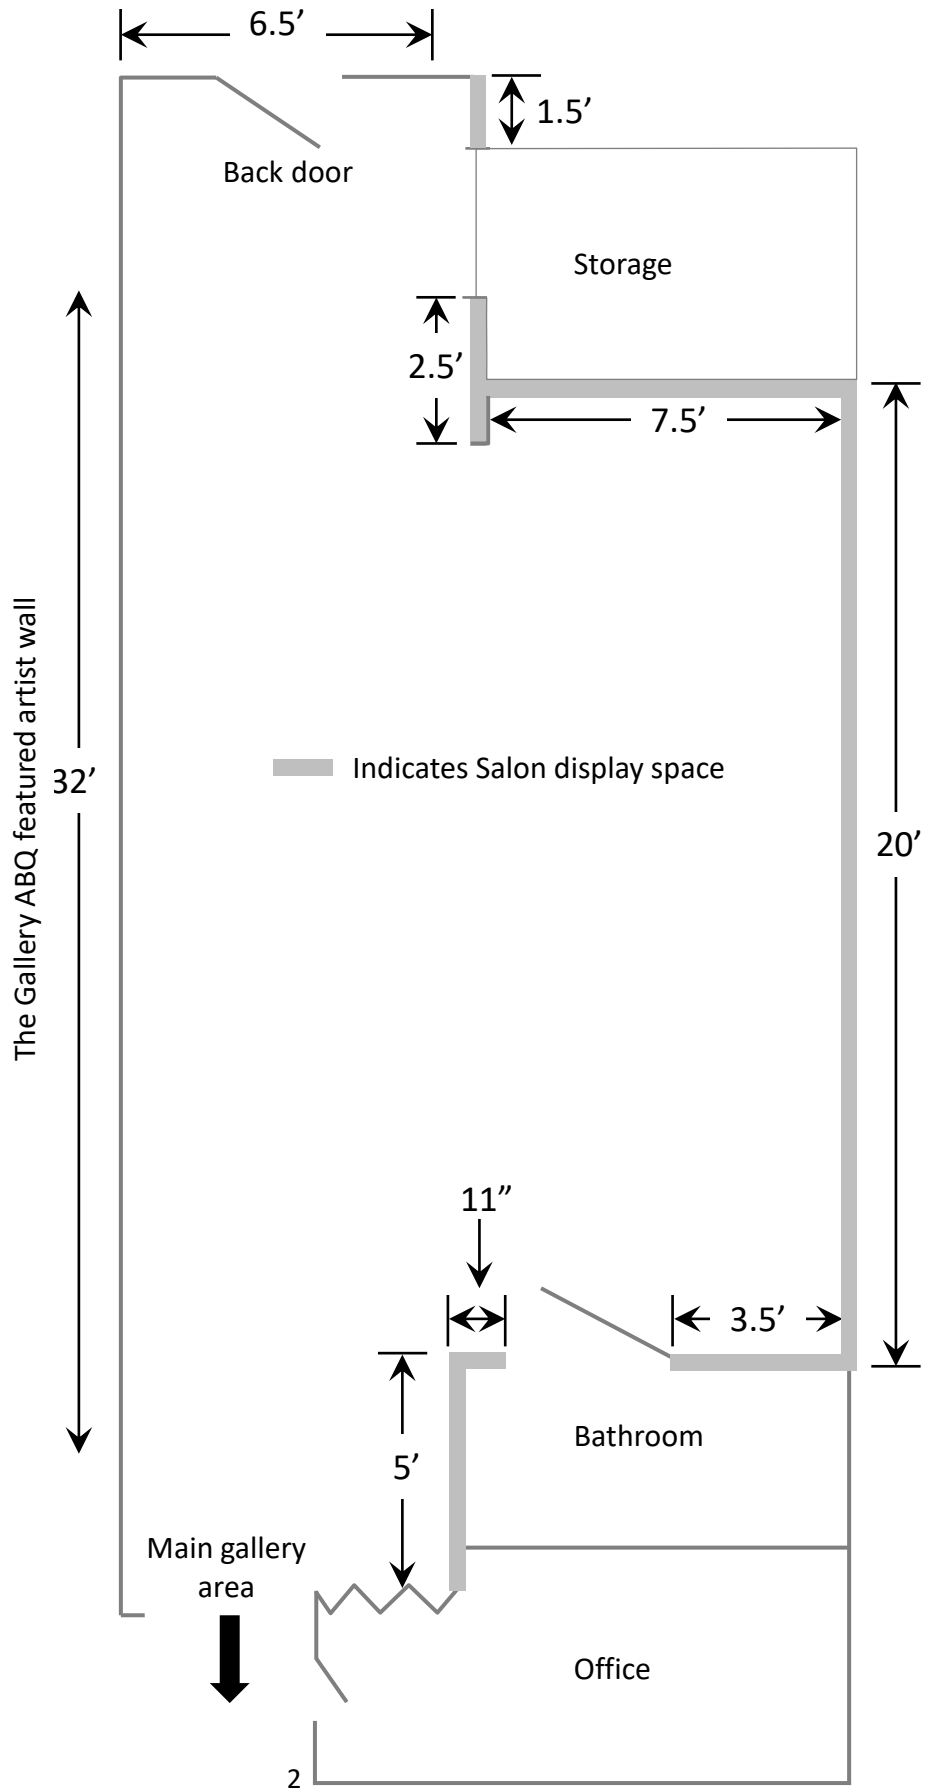 6.5’
1.5’
Back door
Storage
2.5’
7.5’
The Gallery ABQ featured artist wall
32’
Indicates Salon display space
20’
11”
3.5’
Bathroom
5’
Main gallery
area
Office
2